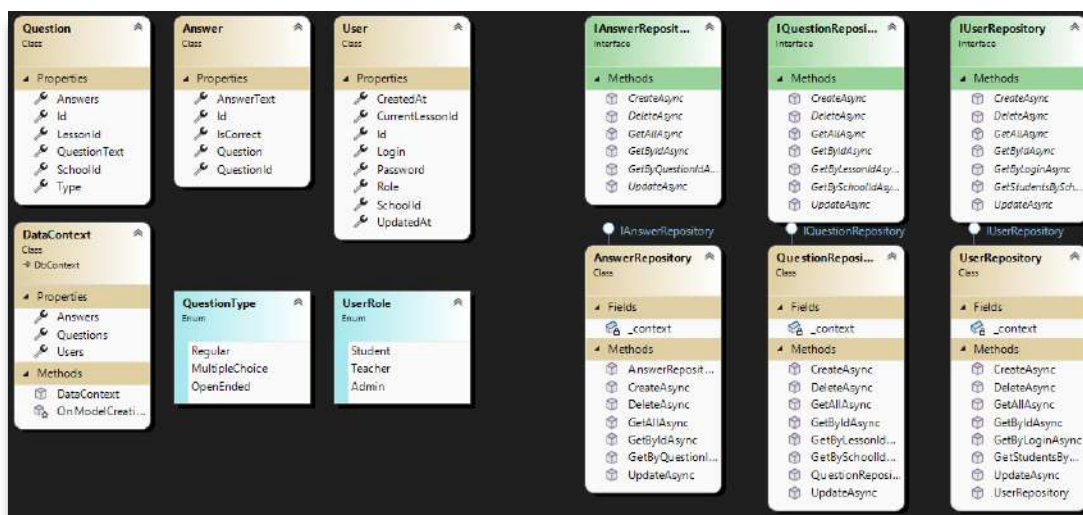 Question
Class
Properties
Answers
Id
LessonId
QuestionText
SchoolId
Type
Answer
Class
Properties
AnswerText
Id
IsCorrect
Question
QuestionId
User
Class
Properties
CreatedAt
CurrentLessonId
Id
Login
Password
Role
SchoolId
UpdatedAt
IAnswerReposit...
Interface
Methods
CreateAsync
DeleteAsync
GetAllAsync
GetByIdAsync
GetByQuestionIdA...
UpdateAsync
IQuestionReposi...
Interface
Methods
CreateAsync
DeleteAsync
GetAllAsync
GetByIdAsync
GetByLessonIdAsy...
GetBySchoolIdAsy...
UpdateAsync
IUserRepository
Interface
Methods
CreateAsync
DeleteAsync
GetAllAsync
GetByIdAsync
GetByLoginAsync
GetStudentsBySch...
UpdateAsync
DataContext
Class
DbContext
Properties
Answers
Questions
Users
Methods
DataContext
OnModelCreati...
QuestionType
Enum
Regular
MultipleChoice
OpenEnded
UserRole
Enum
Student
Teacher
Admin
IAnswerRepository
AnswerRepository
Class
Fields
_context
Methods
AnswerReposit...
CreateAsync
DeleteAsync
GetAllAsync
GetByIdAsync
GetByQuestionI...
UpdateAsync
IQuestionRepository
QuestionReposi...
Class
Fields
_context
Methods
CreateAsync
DeleteAsync
GetAllAsync
GetByIdAsync
GetByLessonId...
GetBySchoolId...
QuestionReposi...
UpdateAsync
IUserRepository
UserRepository
Class
Fields
_context
Methods
CreateAsync
DeleteAsync
GetAllAsync
GetByIdAsync
GetByLoginAsync
GetStudentsBy...
UpdateAsync
UserRepository